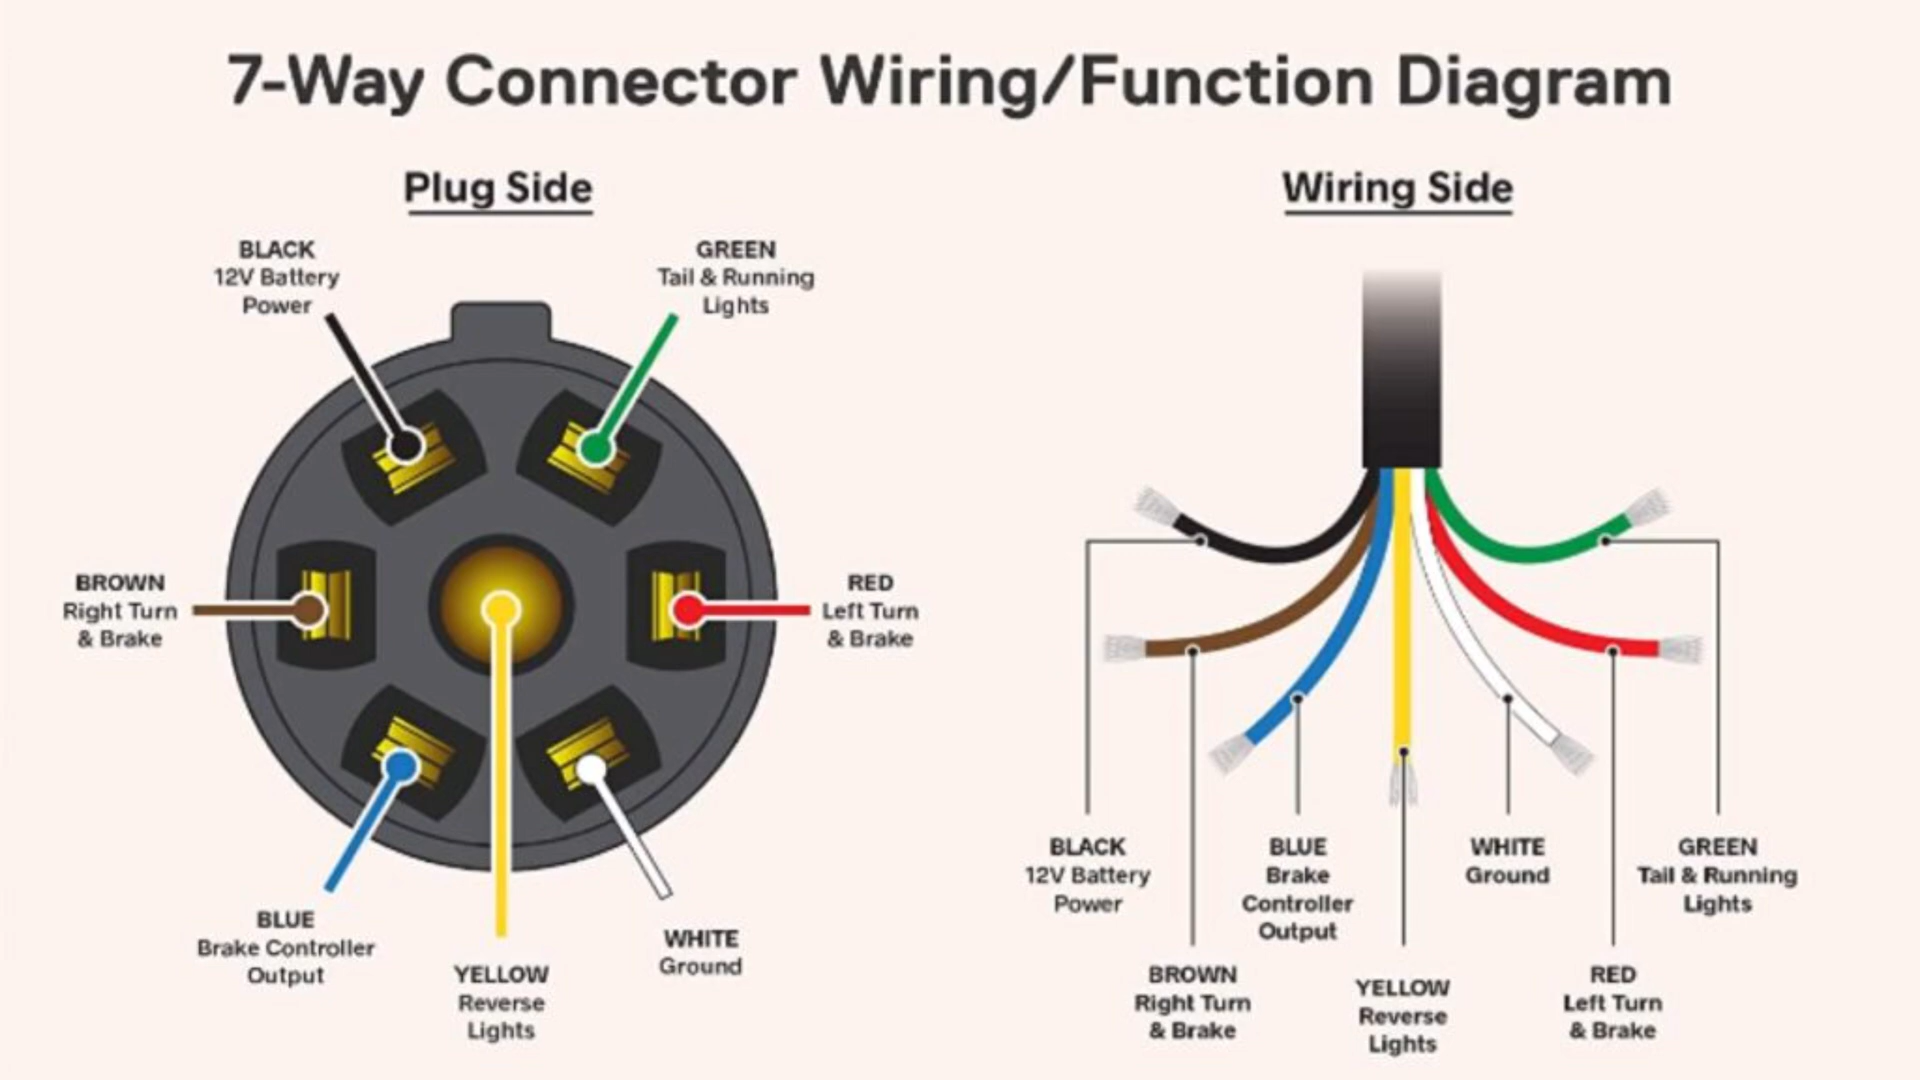 7-Way Connector Wiring/Function Diagram
Plug Side
BLACK
12V Battery
Power
GREEN
Tail & Running
Lights
BROWN
Right Turn
& Brake
RED
Left Turn
& Brake
BLUE
Brake Controller
Output
YELLOW
Reverse
Lights
WHITE
Ground
Wiring Side
BLACK
12V Battery
Power
BROWN
Right Turn
& Brake
BLUE
Brake
Controller
Output
YELLOW
Reverse
Lights
WHITE
Ground
RED
Left Turn
& Brake
GREEN
Tail & Running
Lights